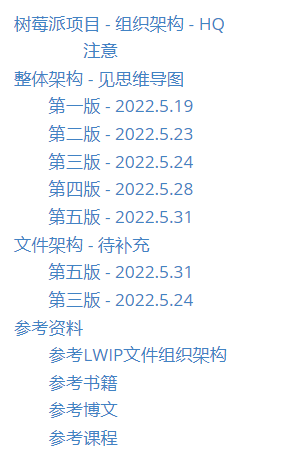 树莓派项目 - 组织架构 - HQ
注意
整体架构 - 见思维导图
第一版 - 2022.5.19
第二版 - 2022.5.23
第三版 - 2022.5.24
第四版 - 2022.5.28
第五版 - 2022.5.31
文件架构 - 待补充
第五版 - 2022.5.31
第三版 - 2022.5.24
参考资料
参考LWIP文件组织架构
参考书籍
参考博文
参考课程